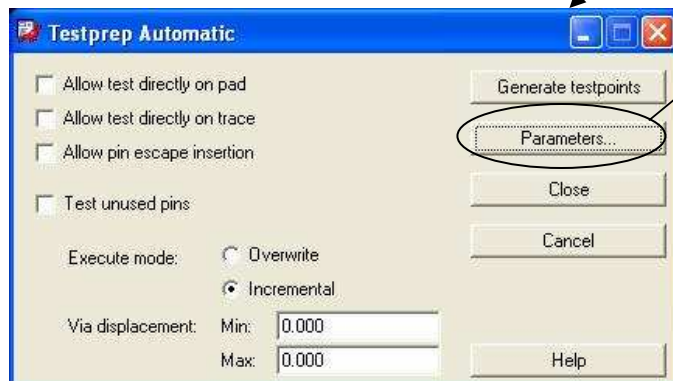 Testprep Automatic
Allow test directly on pad
Generate testpoints
Allow test directly on trace
Parameters...
Allow pin escape insertion
Close
Test unused pins
Cancel
Execute mode: Overwrite
Incremental
Via displacement: Min: 0.000
Max: 0.000
Help